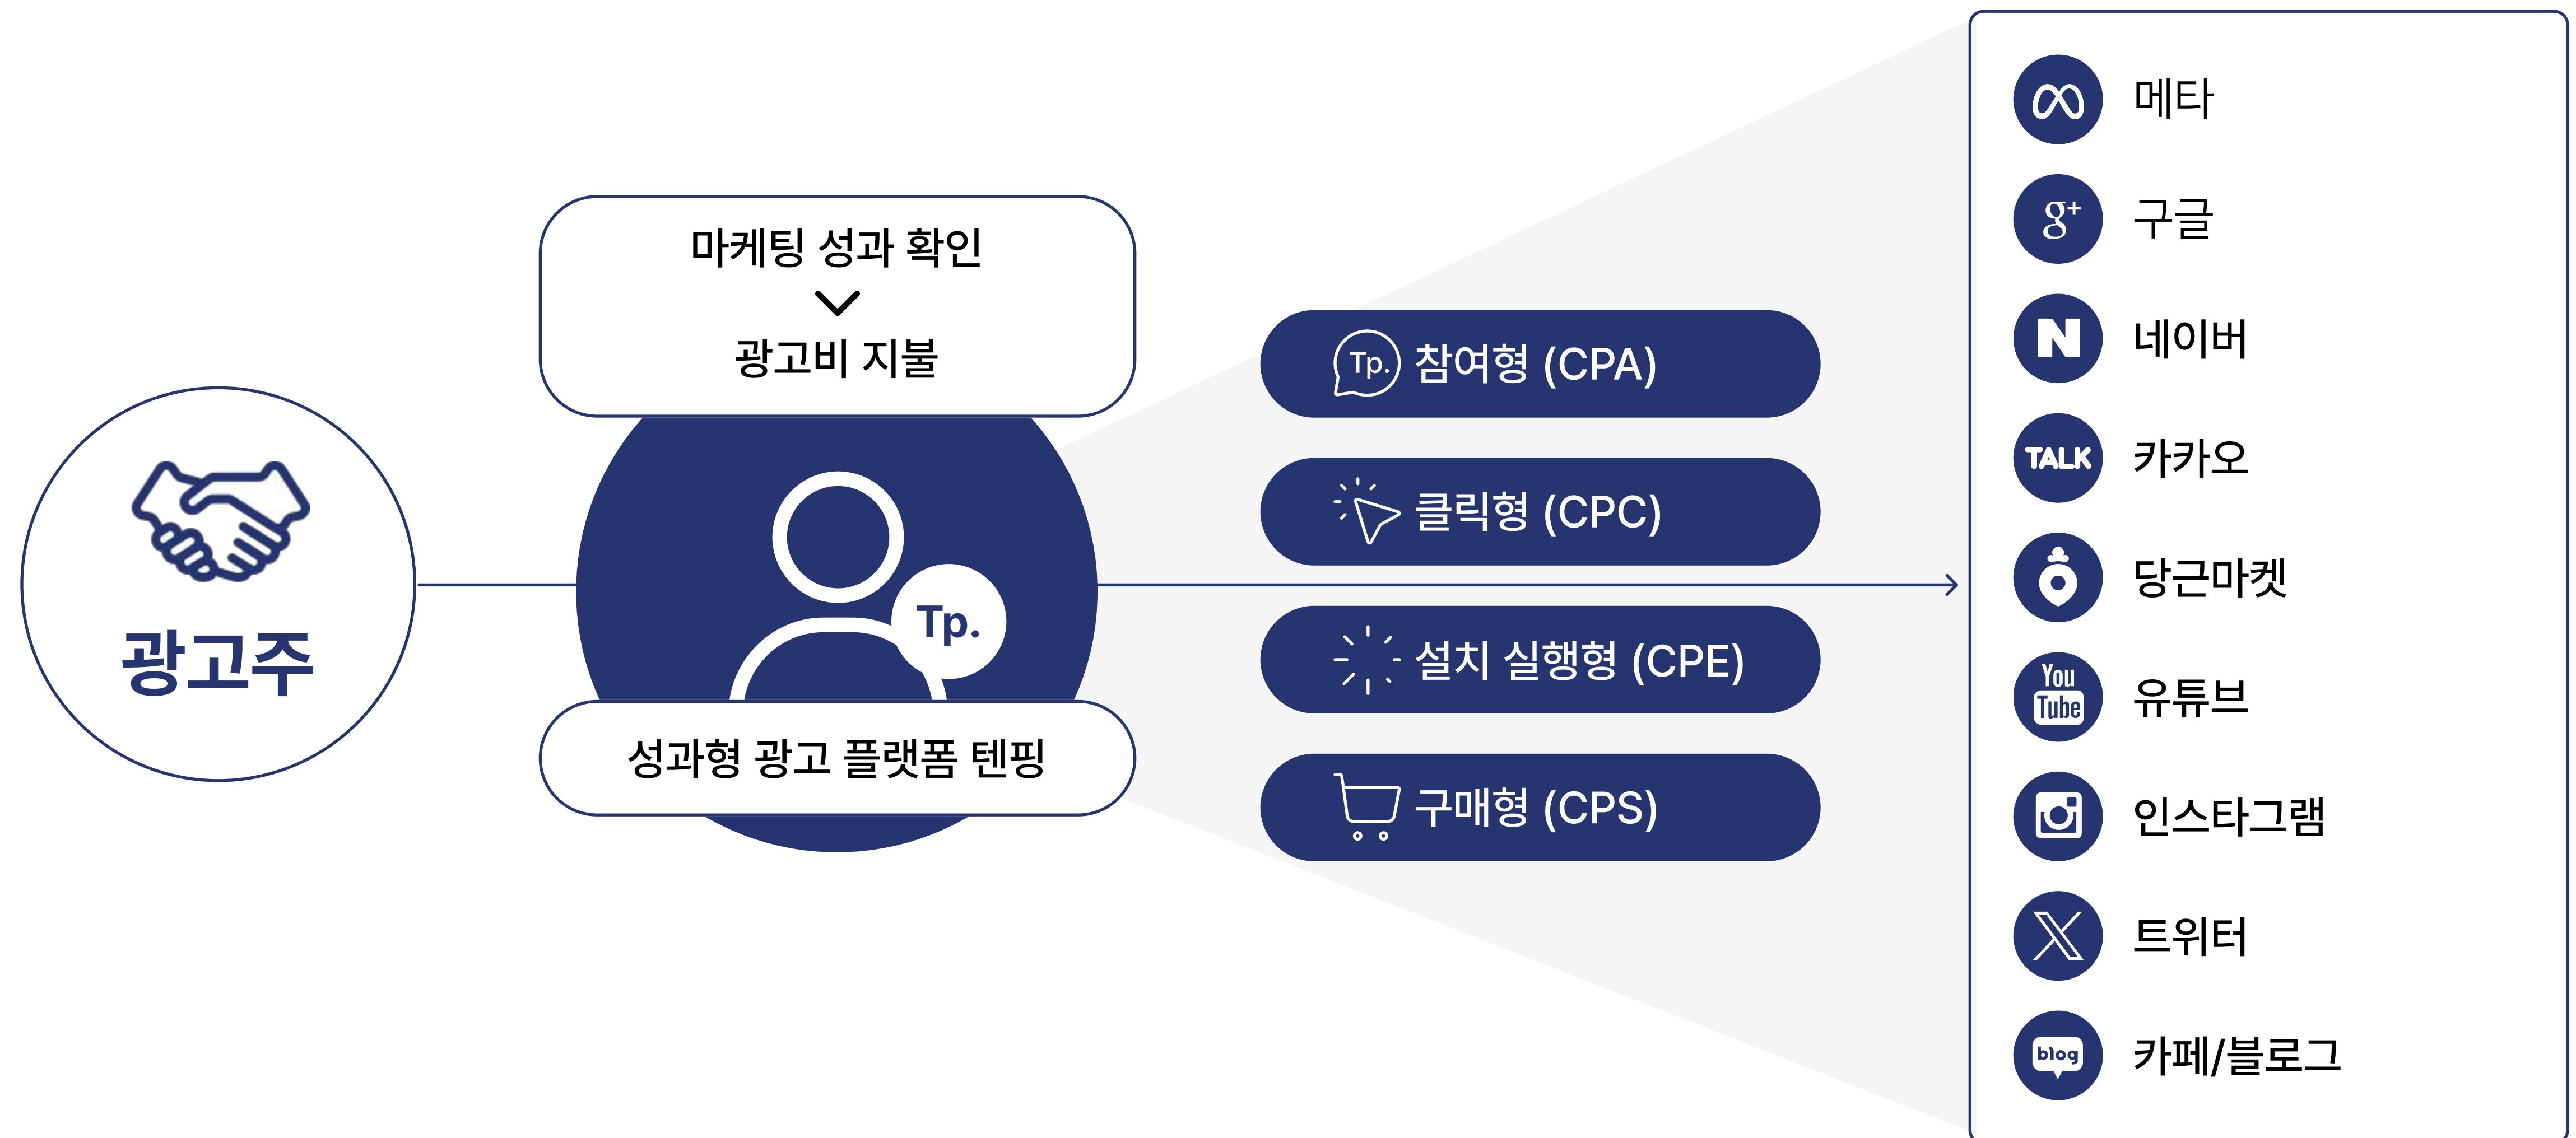 광고주
마케팅 성과 확인
광고비 지불
Tp.
성과형 광고 플랫폼 텐핑
Tp. 참여형 (CPA)
클릭형 (CPC)
설치 실행형 (CPE)
구매형 (CPS)
메타
g+ 구글
N 네이버
TALK 카카오
당근마켓
You
Tube
유튜브
인스타그램
X 트위터
blog 카페/블로그